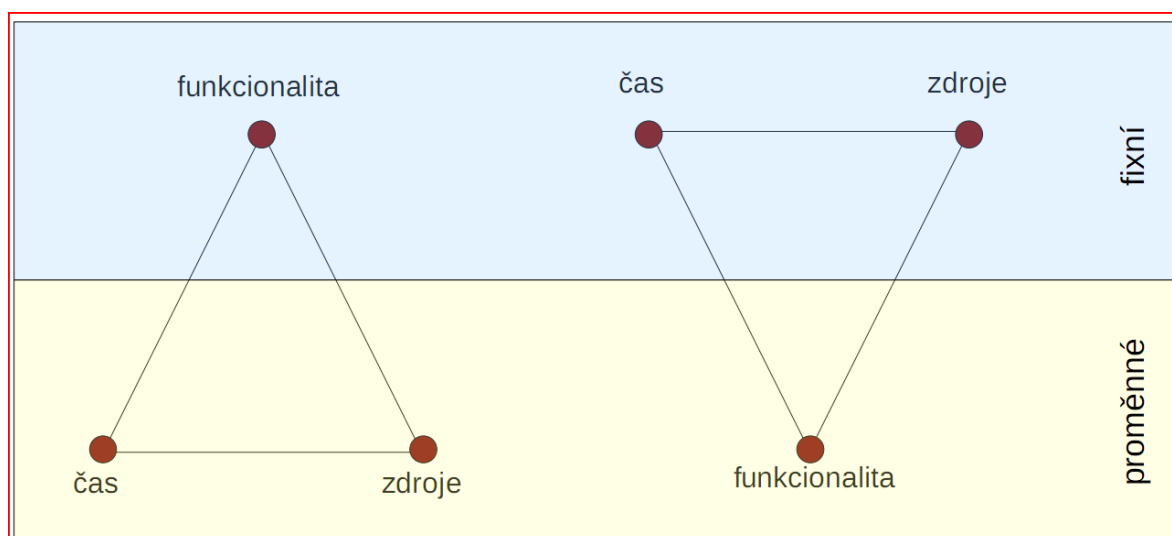 funkcionalita
čas
zdroje
fixní
čas
zdroje
funkcionalita
proměnné